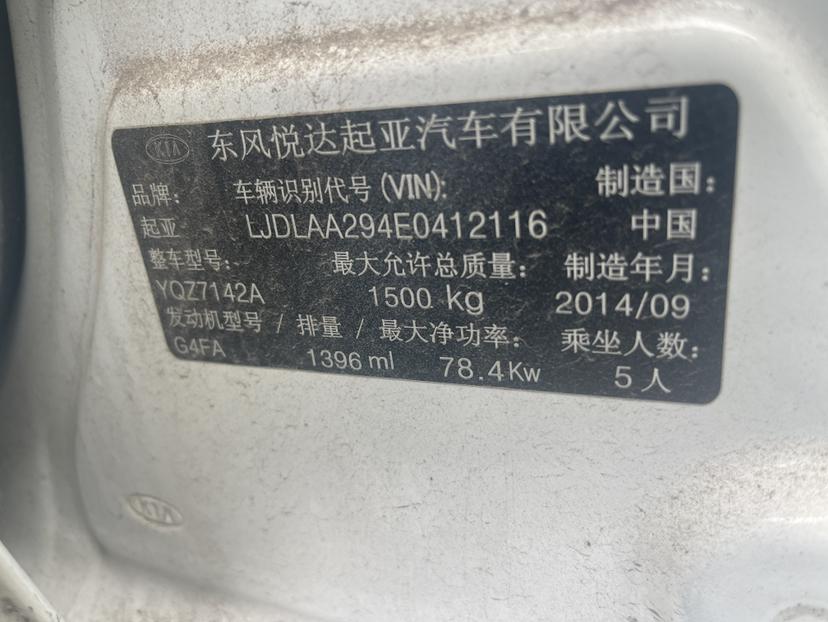 KIA 东风悦达起亚汽车有限公司
品牌： 车辆识别代号 (VIN): 制造国：
起亚 LJDLAA294E0412116 中国
整车型号： 最大允许总质量： 制造年月：
YQZ7142A 1500 kg 2014/09
发动机型号 / 排量 / 最大净功率： 乘坐人数：
G4FA 1396 ml 78.4Kw 5 人
KIA